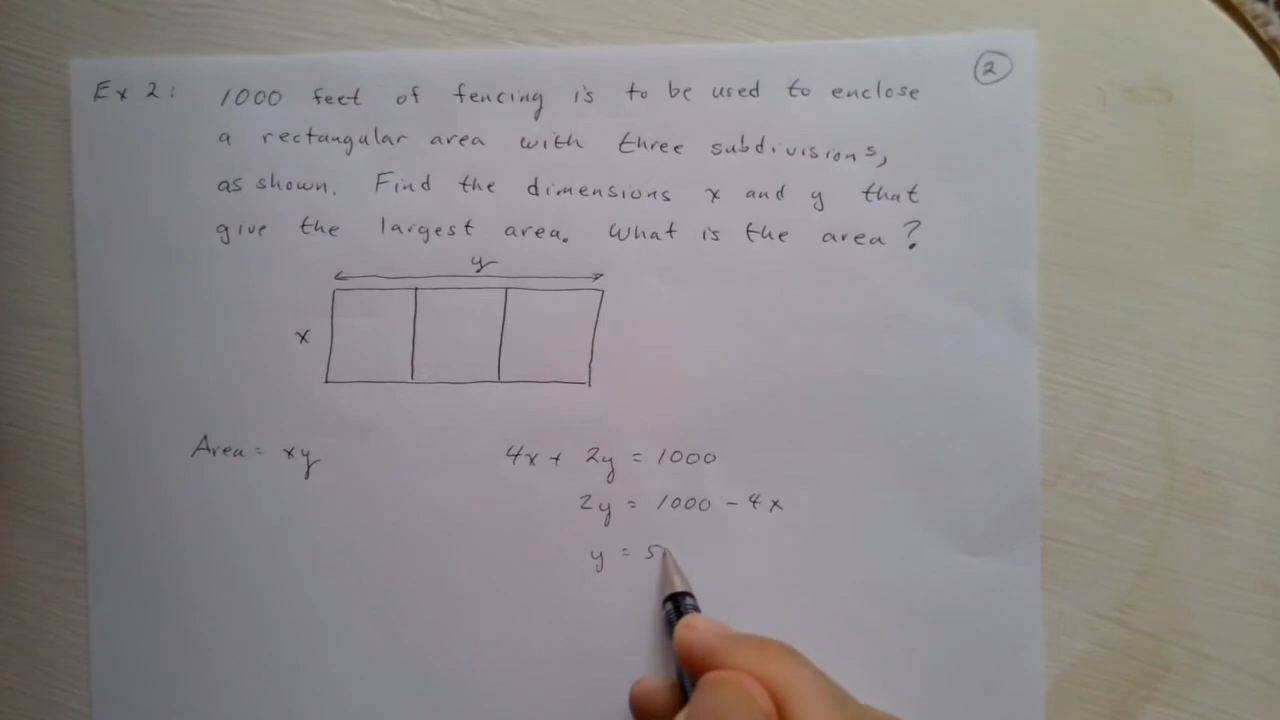 2
Ex 2: 1000 feet of fencing is to be used to enclose
a rectangular area with three subdivisions,
as shown. Find the dimensions x and y that
give the largest area. What is the area?
y
x
Area = xy
4x + 2y = 1000
2y = 1000 - 4x
y = 5